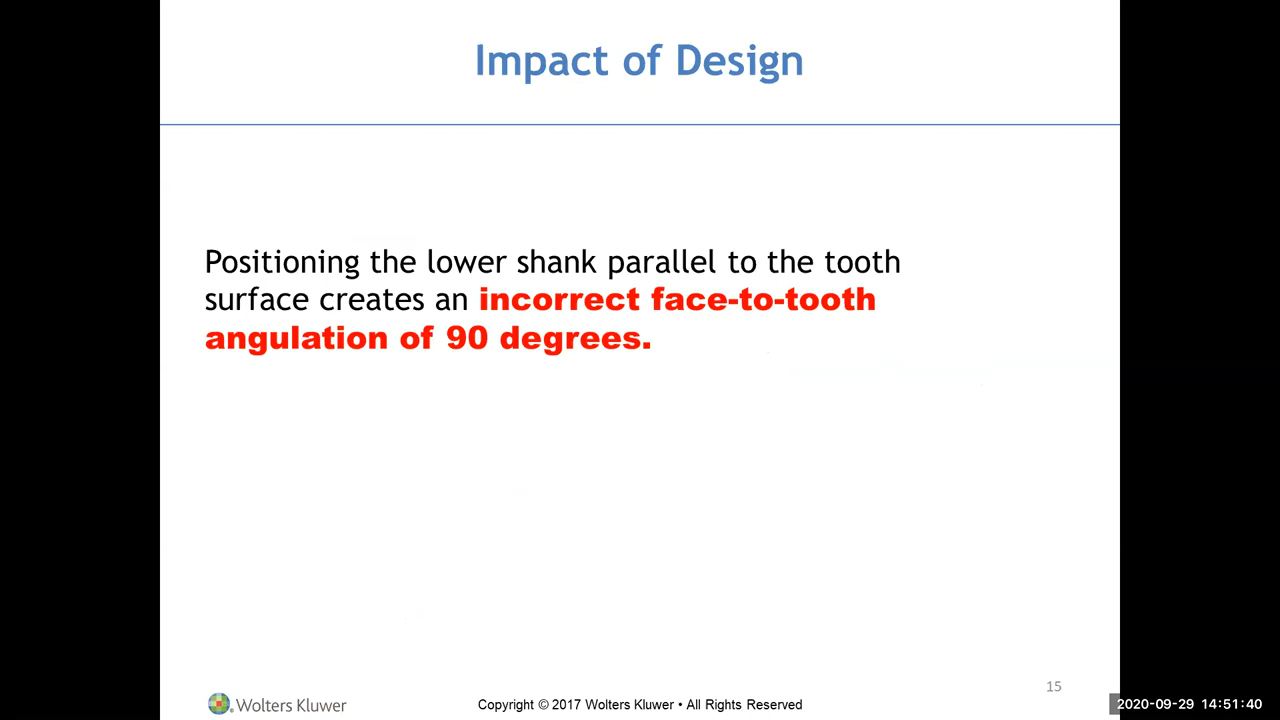 Impact of Design
Positioning the lower shank parallel to the tooth
surface creates an incorrect face-to-tooth
angulation of 90 degrees.
15
Wolters Kluwer
Copyright © 2017 Wolters Kluwer • All Rights Reserved
2020-09-29 14:51:40